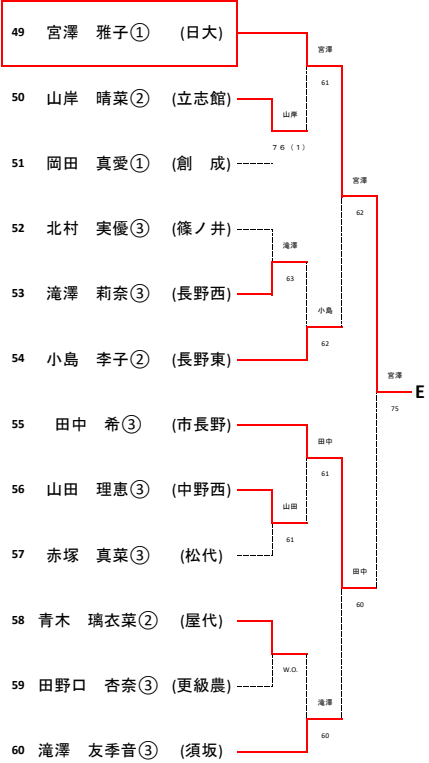 49 宮澤 雅子① (日大)
宮澤
61
50 山岸 晴菜② (立志館)
山岸
76(1)
51 岡田 真愛① (創 成)
宮澤
62
52 北村 実優③ (篠ノ井)
滝澤
63
53 滝澤 莉奈③ (長野西)
小島
62
54 小島 李子② (長野東)
宮澤
E
75
55 田中 希③ (市長野)
田中
61
56 山田 理恵③ (中野西)
山田
61
57 赤塚 真菜③ (松代)
田中
60
58 青木 璃衣菜② (屋代)
W.O.
59 田野口 杏奈③ (更級農)
滝澤
60
60 滝澤 友季音③ (須坂)